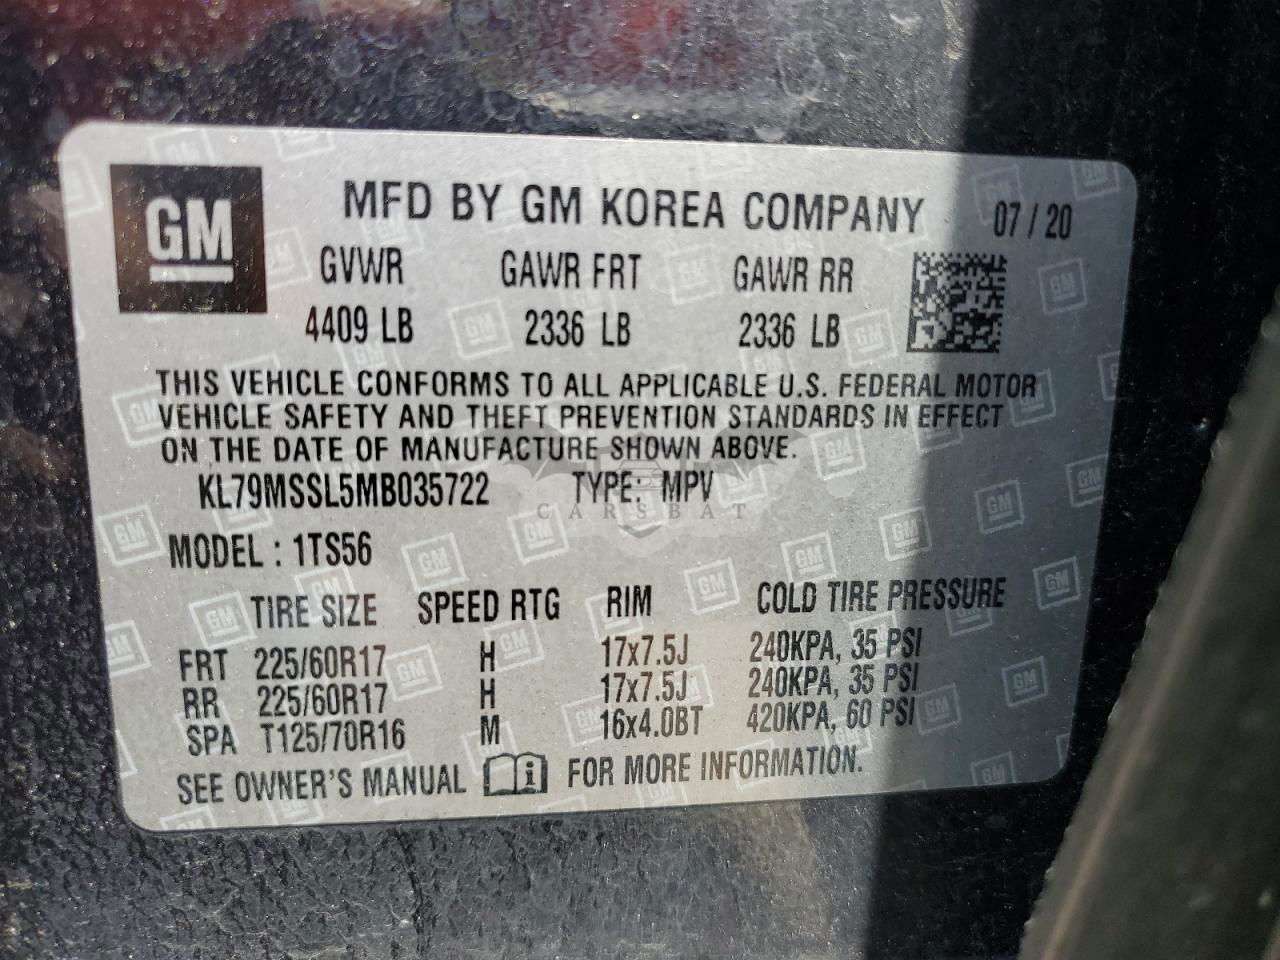 GM MFD BY GM KOREA COMPANY 07 / 20
GVWR GAWR FRT GAWR RR
4409 LB 2336 LB 2336 LB
THIS VEHICLE CONFORMS TO ALL APPLICABLE U.S. FEDERAL MOTOR
VEHICLE SAFETY AND THEFT PREVENTION STANDARDS IN EFFECT
ON THE DATE OF MANUFACTURE SHOWN ABOVE.
KL79MSSL5MB035722 TYPE: MPV
CARSBAT
MODEL : 1TS56
TIRE SIZE SPEED RTG RIM COLD TIRE PRESSURE
FRT 225/60R17 H 17x7.5J 240KPA, 35 PSI
RR 225/60R17 H 17x7.5J 240KPA, 35 PSI
SPA T125/70R16 M 16x4.0BT 420KPA, 60 PSI
SEE OWNER'S MANUAL i FOR MORE INFORMATION.